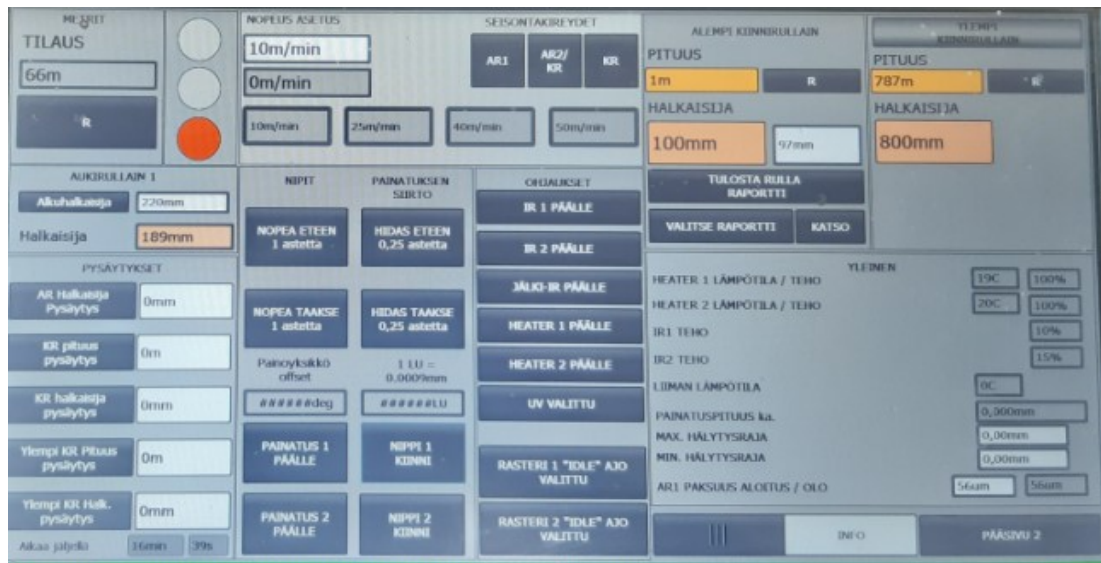 METRIT
TILAUS
66m
R
NOPEUS ASETUS
10m/min
0m/min
10m/min
25m/min
40m/min
50m/min
SEISONTAKIREYDET
AR1
AR2/
KR
KR
ALEMPI KIINNIRULLAIN
PITUUS
1m
R
HALKAISIJA
100mm
97mm
TULOSTA RULLA
RAPORTTI
VALITSE RAPORTTI
KATSO
YLEMPI
KIINNIRULLAIN
PITUUS
787m
R
HALKAISIJA
800mm
AUKIRULLAIN 1
Alkuhalkaisija
220mm
Halkaisija
189mm
PYSÄYTYKSET
AR Halkaisija
Pysäytys
0mm
KR pituus
pysäytys
0m
KR halkaisija
pysäytys
0mm
Ylempi KR Pituus
pysäytys
0m
Ylempi KR Halk.
pysäytys
0mm
Aikaa jäljellä
16min
39s
NIPIT
NOPEA ETEEN
1 astetta
NOPEA TAAKSE
1 astetta
Painoyksikkö
offset
######deg
PAINATUS 1
PÄÄLLE
PAINATUS 2
PÄÄLLE
PAINATUKSEN
SIIRTO
HIDAS ETEEN
0,25 astetta
HIDAS TAAKSE
0,25 astetta
1 LU =
0.0009mm
######LU
NIPPI 1
KIINNI
NIPPI 2
KIINNI
OHJAUKSET
IR 1 PÄÄLLE
IR 2 PÄÄLLE
JÄLKI-IR PÄÄLLE
HEATER 1 PÄÄLLE
HEATER 2 PÄÄLLE
UV VALITTU
RASTERI 1 "IDLE" AJO
VALITTU
RASTERI 2 "IDLE" AJO
VALITTU
YLEINEN
HEATER 1 LÄMPÖTILA / TEHO
19C
100%
HEATER 2 LÄMPÖTILA / TEHO
20C
100%
IR1 TEHO
10%
IR2 TEHO
15%
LIIMAN LÄMPÖTILA
0C
PAINATUSPITUUS ka.
0,000mm
MAX. HÄLYTYSRAJA
0,00mm
MIN. HÄLYTYSRAJA
0,00mm
AR1 PAKSUUS ALOITUS / OLO
56um
56um
INFO
PÄÄSIVU 2